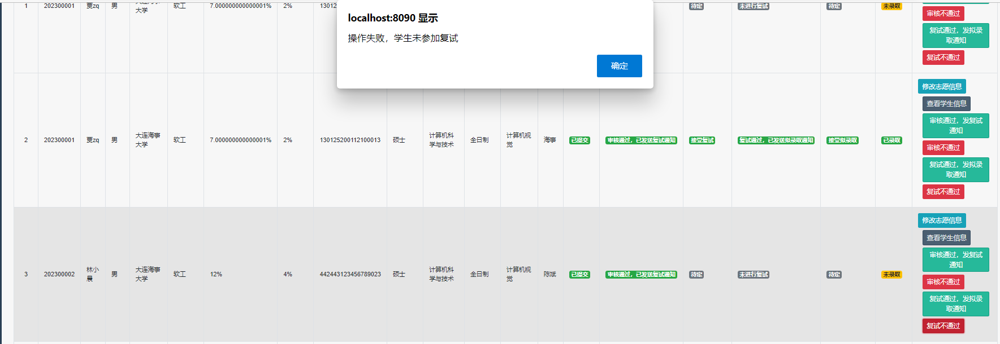 localhost:8090 显示
操作失败，学生未参加复试
确定
1
202300001
贾zq
男
大学
软工
7.000000000000001%
2%
13012
待定
未进行复试
待定
未录取
审核不通过
复试通过，发拟录
取通知
复试不通过
2
202300001
贾zq
男
大连海事
大学
软工
7.000000000000001%
2%
130125200112100013
硕士
计算机科
学与技术
全日制
计算机视
觉
海事
已提交
审核通过，已发送复试通知
接受复试
复试通过，已发送拟录取通知
接受拟录取
已录取
修改志愿信息
查看学生信息
审核通过，发复试
通知
审核不通过
复试通过，发拟录
取通知
复试不通过
3
202300002
林小
晨
男
大连海事
大学
软工
12%
4%
442443123456789023
硕士
计算机科
学与技术
全日制
计算机视
觉
陈斌
已提交
审核通过，已发送复试通知
待定
未进行复试
待定
未录取
修改志愿信息
查看学生信息
审核通过，发复试
通知
审核不通过
复试通过，发拟录
取通知
复试不通过